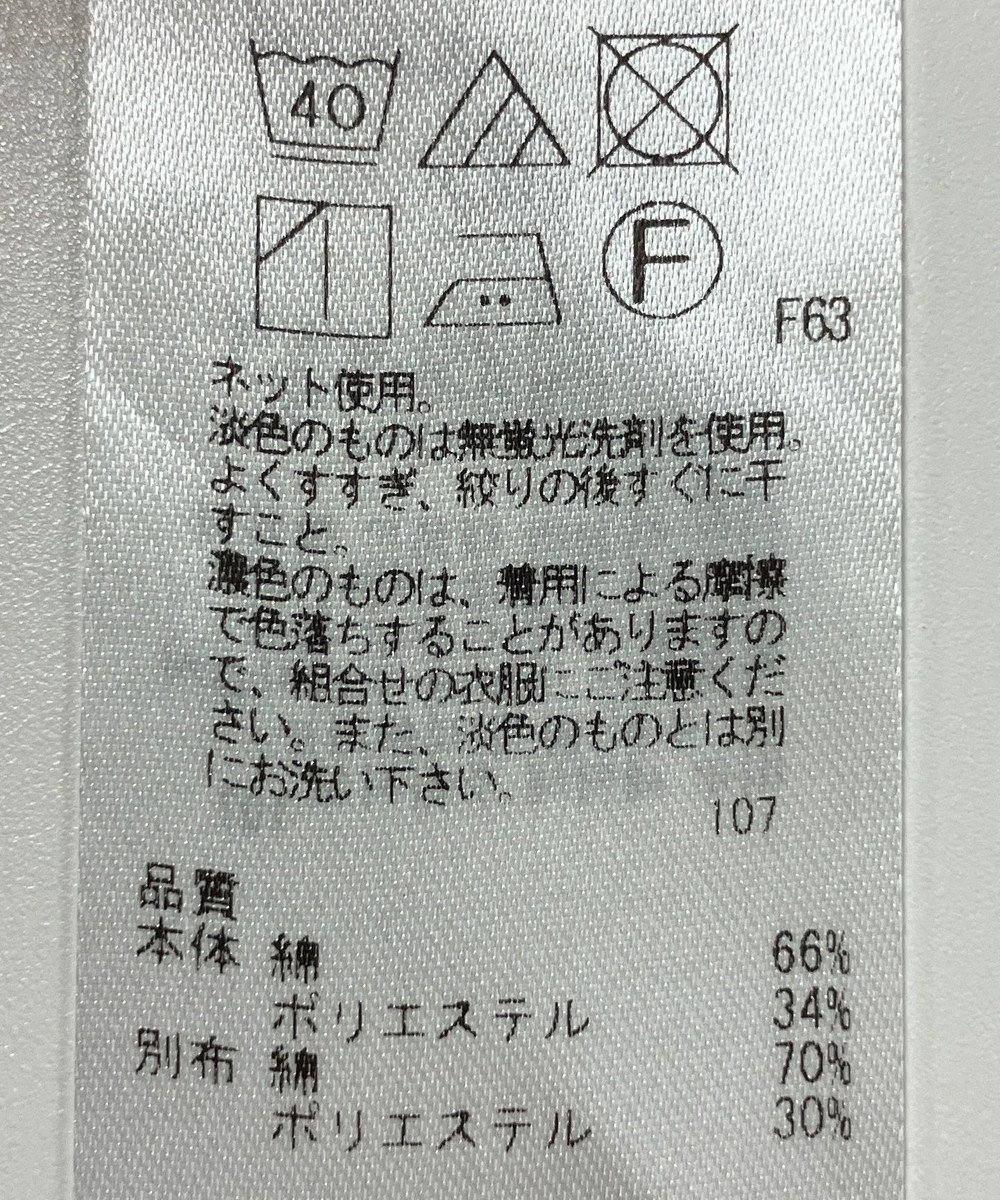 40
F
F63
ネット使用。
淡色のものは無蛍光洗剤を使用。
よくすすぎ、絞りの後すぐに干
すこと。
濃色のものは、着用による摩擦
で色落ちすることがありますの
で、組合せの衣服にご注意くだ
さい。また、淡色のものとは別
にお洗い下さい。
107
品質
本体 綿 66%
ポリエステル 34%
別布 綿 70%
ポリエステル 30%